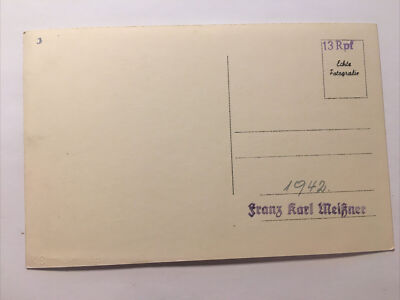 13 Rpf
Echte
Fotografie
1942.
Franz Karl Meißner